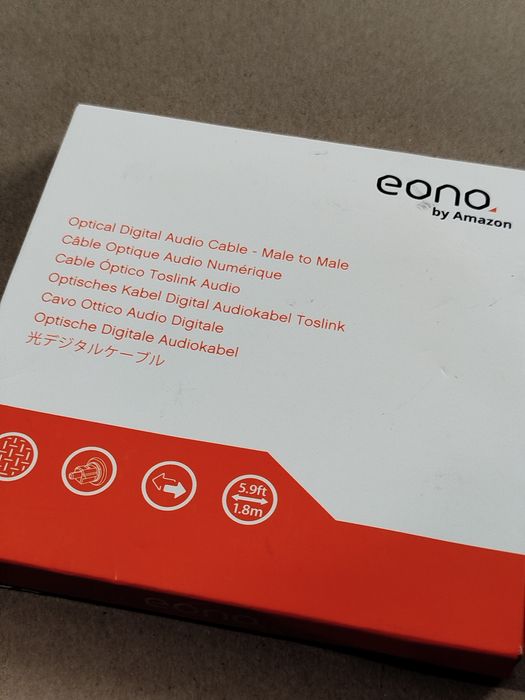 eono
by Amazon
Optical Digital Audio Cable - Male to Male
Câble Optique Audio Numérique
Cable Óptico Toslink Audio
Optisches Kabel Digital Audiokabel Toslink
Cavo Ottico Audio Digitale
Optische Digitale Audiokabel
光デジタルケーブル
5.9ft
1.8m
eono